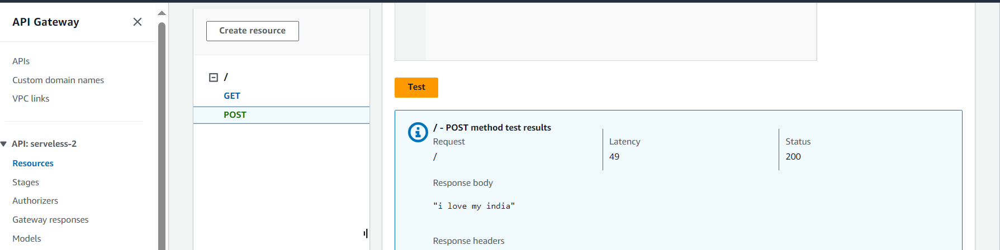 API Gateway
APIs
Custom domain names
VPC links
API: serveless-2
Resources
Stages
Authorizers
Gateway responses
Models
Create resource
/
GET
POST
Test
/ - POST method test results
Request
/
Latency
49
Status
200
Response body
"i love my india"
Response headers